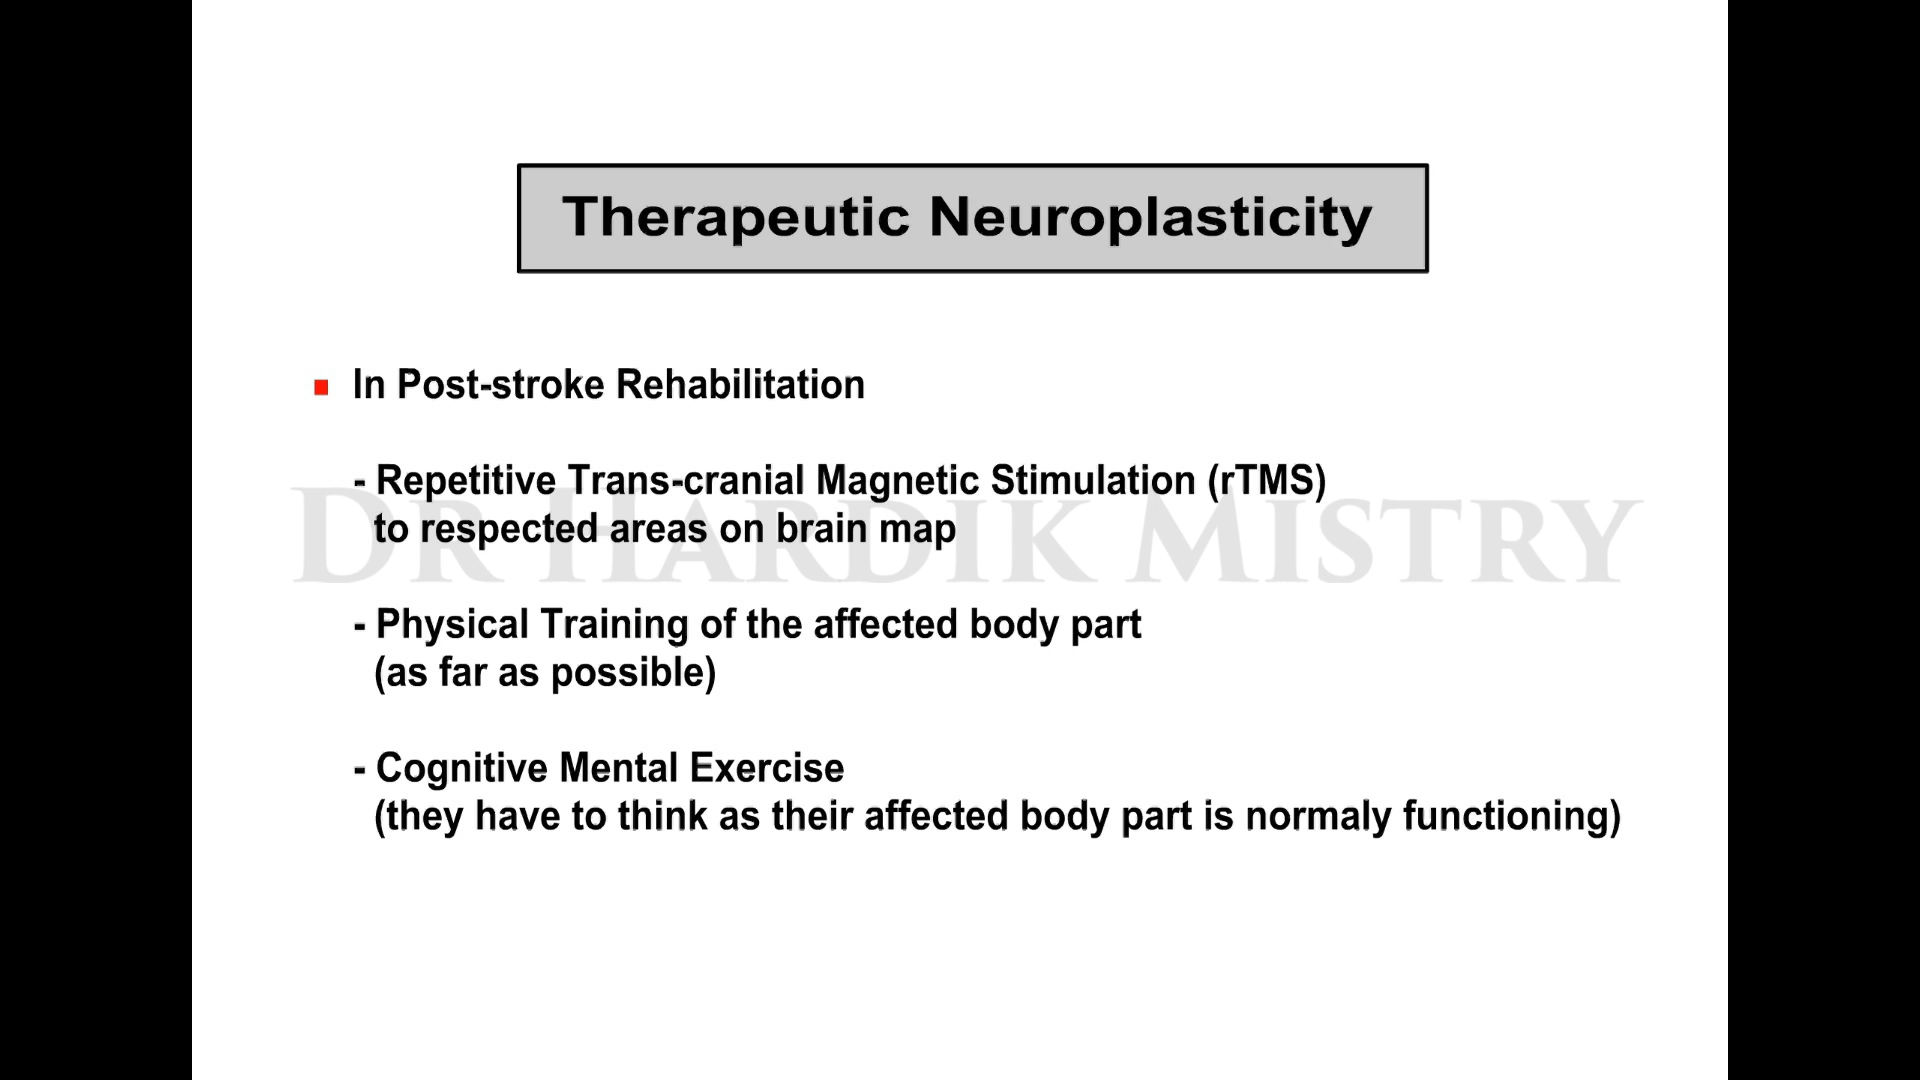 Therapeutic Neuroplasticity
In Post-stroke Rehabilitation
- Repetitive Trans-cranial Magnetic Stimulation (rTMS)
to respected areas on brain map
DR HARDIK MISTRY
- Physical Training of the affected body part
(as far as possible)
- Cognitive Mental Exercise
(they have to think as their affected body part is normaly functioning)